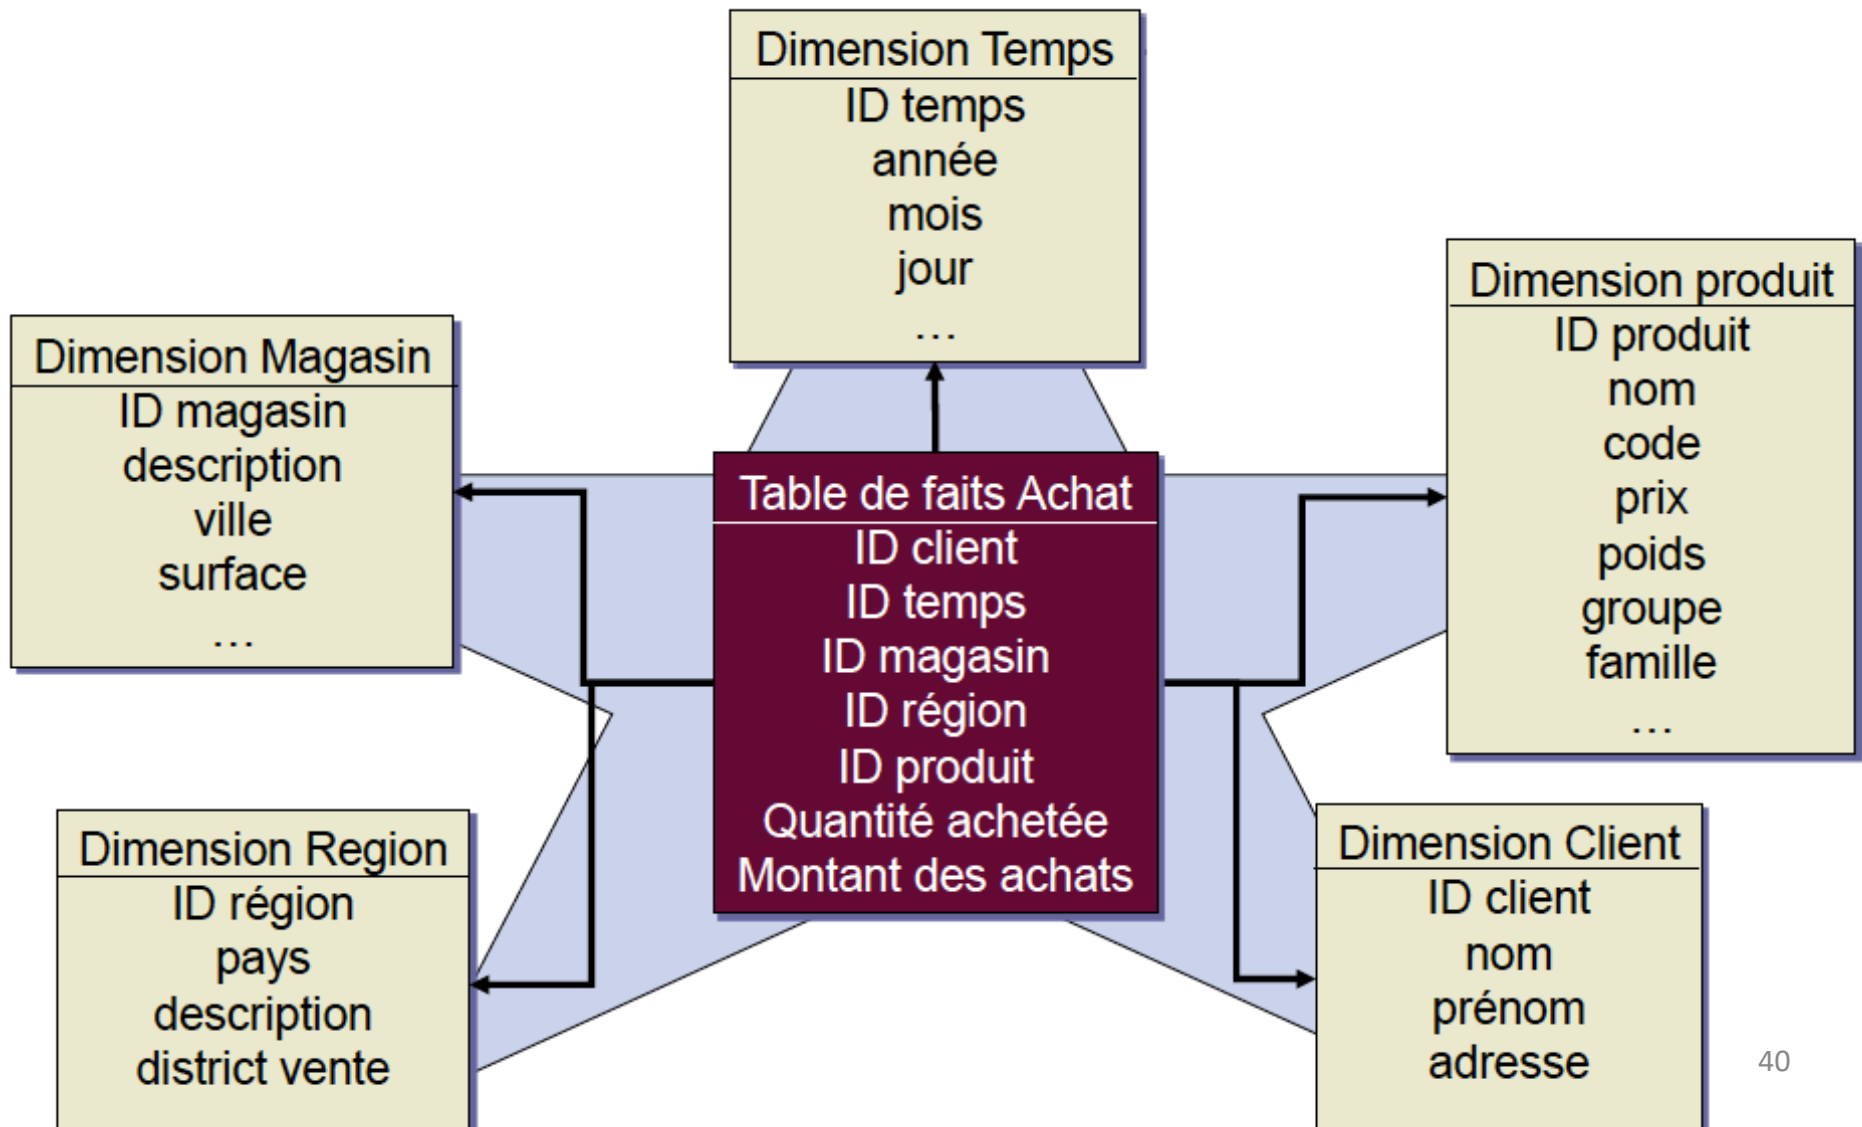 Dimension Temps
ID temps
année
mois
jour
...
Dimension Magasin
ID magasin
description
ville
surface
...
Table de faits Achat
ID client
ID temps
ID magasin
ID région
ID produit
Quantité achetée
Montant des achats
Dimension produit
ID produit
nom
code
prix
poids
groupe
famille
...
Dimension Region
ID région
pays
description
district vente
Dimension Client
ID client
nom
prénom
adresse
40